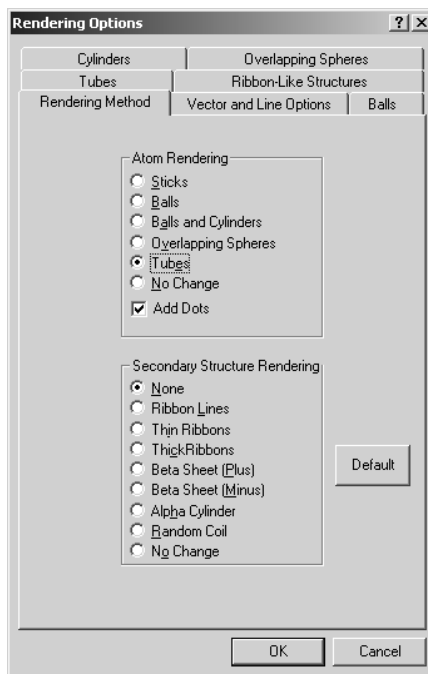 Rendering Options
Cylinders
Overlapping Spheres
Tubes
Ribbon-Like Structures
Rendering Method
Vector and Line Options
Balls
Atom Rendering
Sticks
Balls
Balls and Cylinders
Overlapping Spheres
Tubes
No Change
Add Dots
Secondary Structure Rendering
None
Ribbon Lines
Thin Ribbons
ThickRibbons
Beta Sheet (Plus)
Beta Sheet (Minus)
Alpha Cylinder
Random Coil
No Change
Default
OK
Cancel